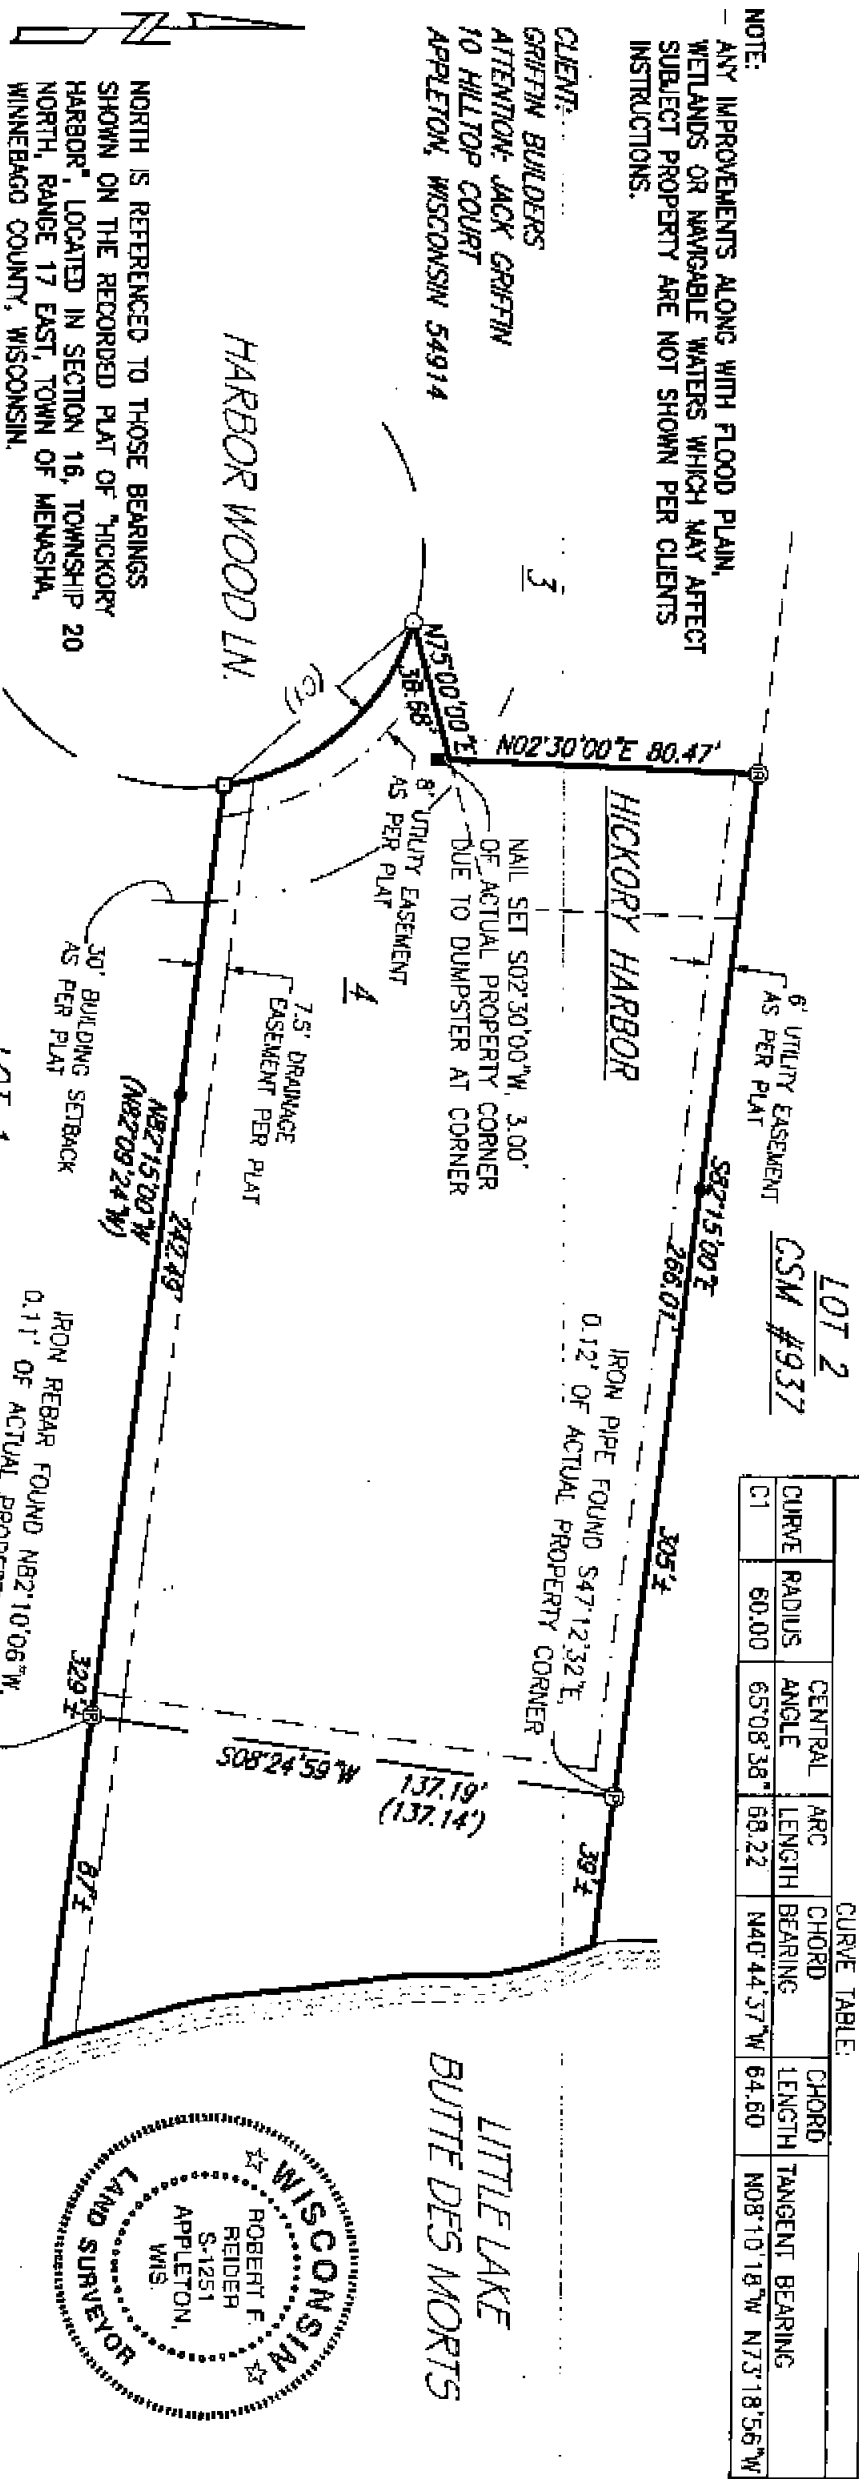 NOTE:
- ANY IMPROVEMENTS ALONG WITH FLOOD PLAIN,
WETLANDS OR NAVIGABLE WATERS WHICH MAY AFFECT
SUBJECT PROPERTY ARE NOT SHOWN PER CLIENTS
INSTRUCTIONS.
CLIENT:
GRIFFIN BUILDERS
ATTENTION: JACK GRIFFIN
10 HILLTOP COURT
APPLETON, WISCONSIN 54914
NORTH IS REFERENCED TO THOSE BEARINGS
SHOWN ON THE RECORDED PLAT OF "HICKORY
HARBOR", LOCATED IN SECTION 16, TOWNSHIP 20
NORTH, RANGE 17 EAST, TOWN OF MENASHA,
WINNEBAGO COUNTY, WISCONSIN.
CURVE TABLE:
CURVE RADIUS CENTRAL ANGLE ARC LENGTH CHORD BEARING CHORD LENGTH TANGENT BEARING
C1 60.00 65°08'38" 68.22 N40°44'37"W 64.60 N08°10'18"W N73°18'56"W
LOT 2
CSM #937
6' UTILITY EASEMENT
AS PER PLAT
S82°15'00"E
266.01'
305'±
39'±
3
N75°00'00"E
38.68'
N02°30'00"E 80.47'
HICKORY HARBOR
NAIL SET S02°30'00"W, 3.00'
OF ACTUAL PROPERTY CORNER
DUE TO DUMPSTER AT CORNER
IRON PIPE FOUND S47°12'32"E,
0.12' OF ACTUAL PROPERTY CORNER
IP
8' UTILITY EASEMENT
AS PER PLAT
4
HARBOR WOOD LN.
(C1)
7.5' DRAINAGE
EASEMENT PER PLAT
30' BUILDING SETBACK
AS PER PLAT
242.49'
N82°15'00"W
(N82°09'24"W)
S08°24'59"W
137.19'
(137.14')
329'±
87'±
IRON REBAR FOUND N82°10'06"W,
0.11' OF ACTUAL
LOT 1
LITTLE LAKE
BUTTE DES MORTS
WISCONSIN
ROBERT F.
REIDER
S-1251
APPLETON,
WIS.
LAND SURVEYOR